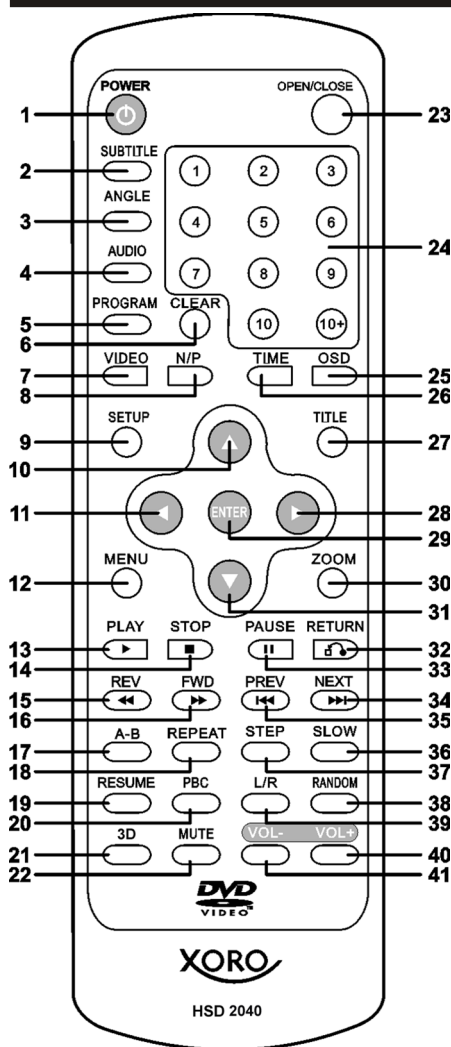 POWER OPEN/CLOSE
1 23
SUBTITLE
2 1 2 3
ANGLE
3 4 5 6
24
AUDIO
4 7 8 9
PROGRAM CLEAR
5 10 10+
6
VIDEO N/P TIME OSD
7 25
8 26
SETUP TITLE
9 27
10
11 ENTER 28
29
MENU ZOOM
12 30
31
PLAY STOP PAUSE RETURN
13 32
14 33
REV FWD PREV NEXT
15 34
16 35
A-B REPEAT STEP SLOW
17 36
18 37
RESUME PBC L/R RANDOM
19 38
20 39
3D MUTE VOL- VOL+
21 40
22 41
DVD
VIDEO™
XORO
HSD 2040